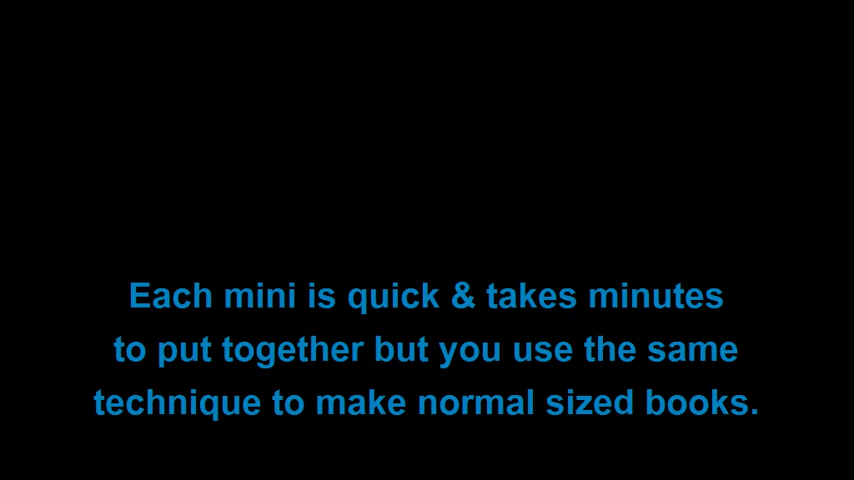 Each mini is quick & takes minutes
to put together but you use the same
technique to make normal sized books.